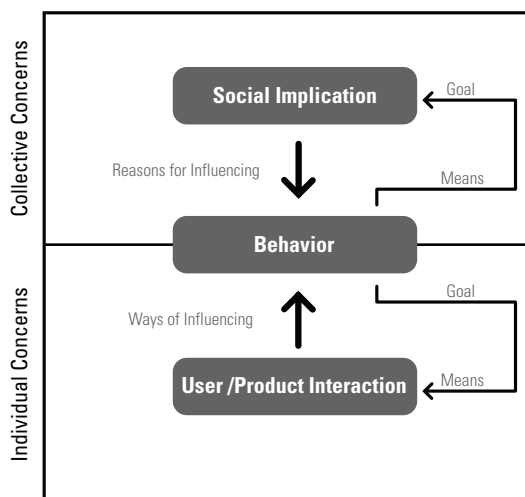 Collective Concerns
Social Implication
Goal
Reasons for Influencing
Means
Behavior
Individual Concerns
Goal
Ways of Influencing
Means
User /Product Interaction